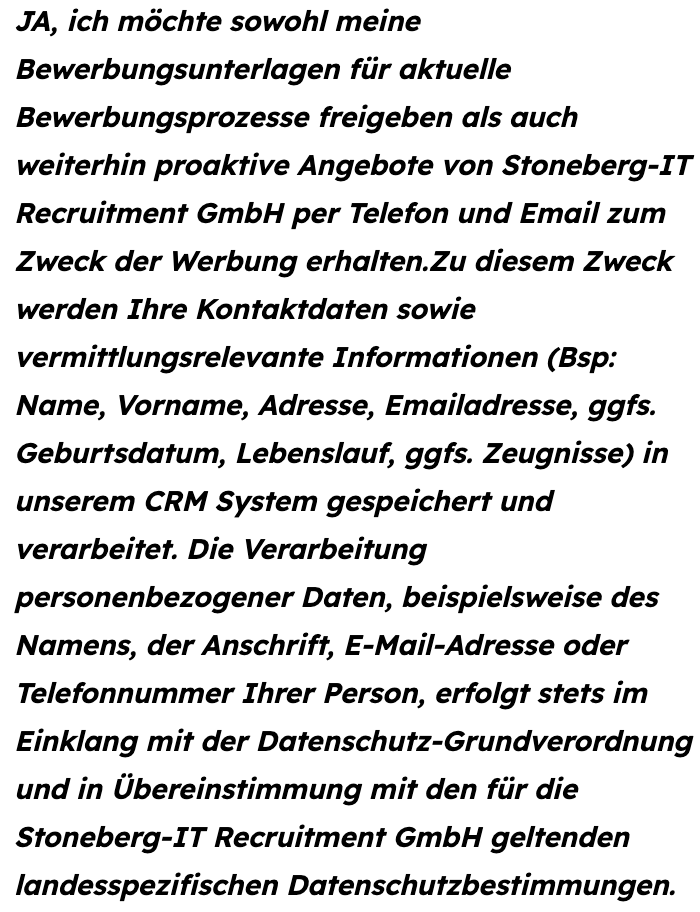 JA, ich möchte sowohl meine
Bewerbungsunterlagen für aktuelle
Bewerbungsprozesse freigeben als auch
weiterhin proaktive Angebote von Stoneberg-IT
Recruitment GmbH per Telefon und Email zum
Zweck der Werbung erhalten.Zu diesem Zweck
werden Ihre Kontaktdaten sowie
vermittlungsrelevante Informationen (Bsp:
Name, Vorname, Adresse, Emailadresse, ggfs.
Geburtsdatum, Lebenslauf, ggfs. Zeugnisse) in
unserem CRM System gespeichert und
verarbeitet. Die Verarbeitung
personenbezogener Daten, beispielsweise des
Namens, der Anschrift, E-Mail-Adresse oder
Telefonnummer Ihrer Person, erfolgt stets im
Einklang mit der Datenschutz-Grundverordnung
und in Übereinstimmung mit den für die
Stoneberg-IT Recruitment GmbH geltenden
landesspezifischen Datenschutzbestimmungen.